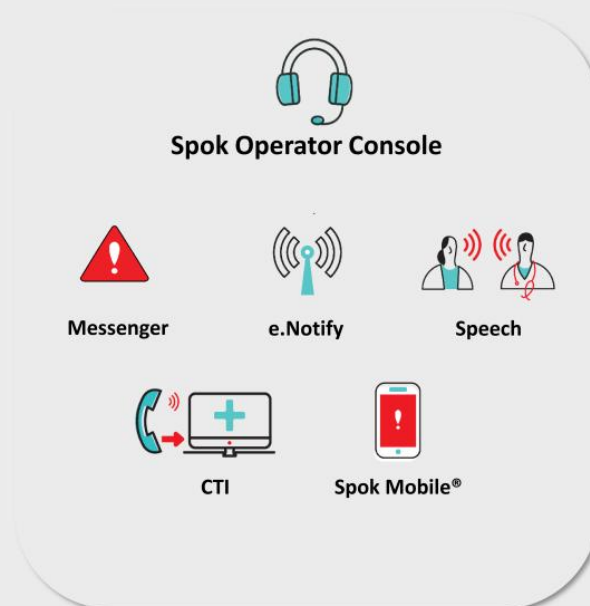 Spok Operator Console
Messenger
e.Notify
Speech
CTI
Spok Mobile®